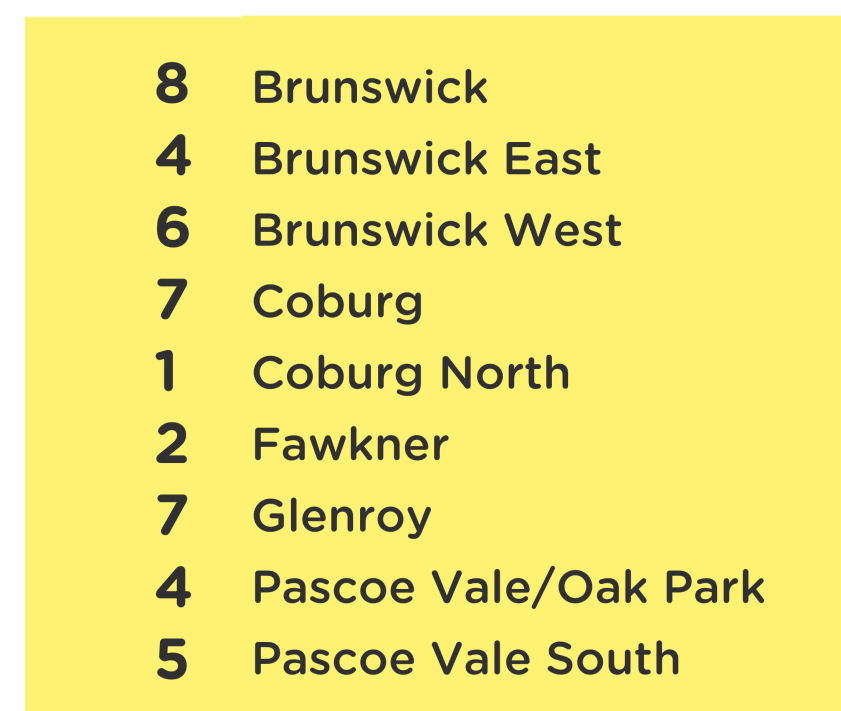 8 Brunswick
4 Brunswick East
6 Brunswick West
7 Coburg
1 Coburg North
2 Fawkner
7 Glenroy
4 Pascoe Vale/Oak Park
5 Pascoe Vale South